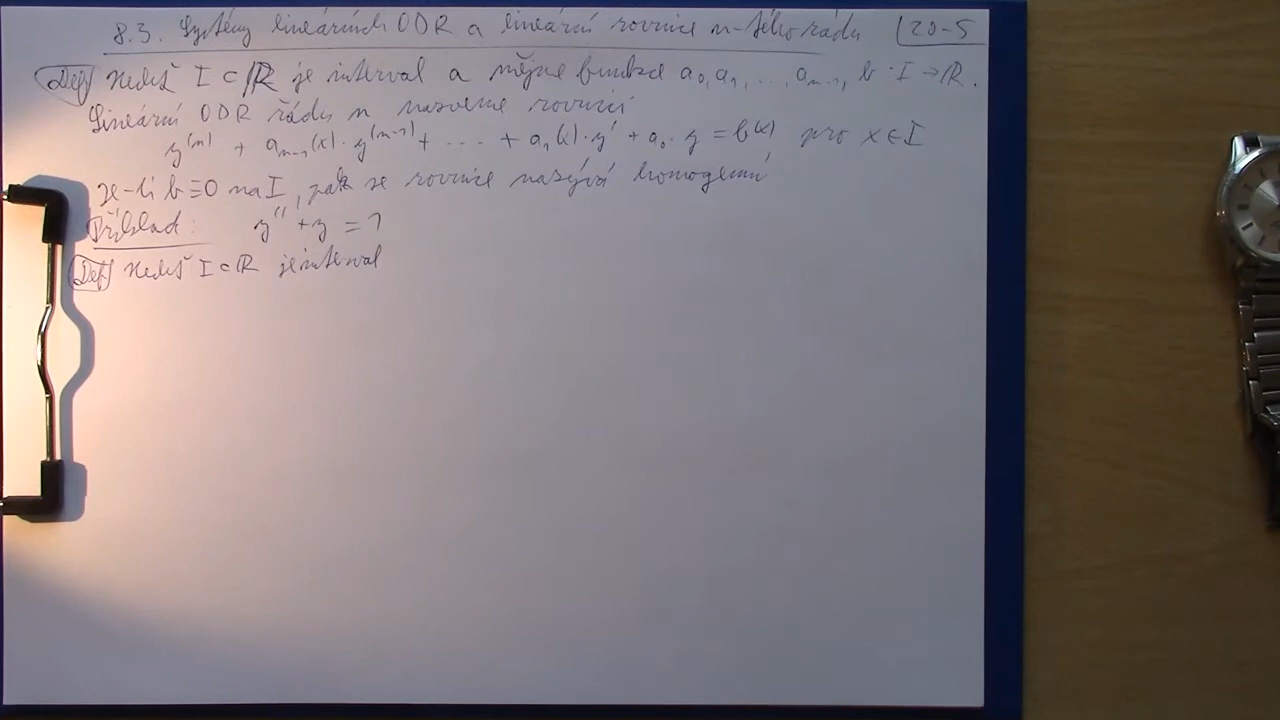 8.3. Systémy lineárních ODR a lineární rovnice n-tého řádu 20-5
Def Nechť I ⊂ ℝ je interval a mějme funkce a₀, a₁, ..., aₙ₋₁, b : I → ℝ.
Lineární ODR řádu n nazveme rovnici
y⁽ⁿ⁾ + aₙ₋₁(x)·y⁽ⁿ⁻¹⁾ + ... + a₁(x)·y' + a₀·y = b(x) pro x ∈ I
Je-li b ≡ 0 na I, pak se rovnice nazývá homogenní
Příklad: y'' + y = 1
Def Nechť I ⊂ ℝ je interval